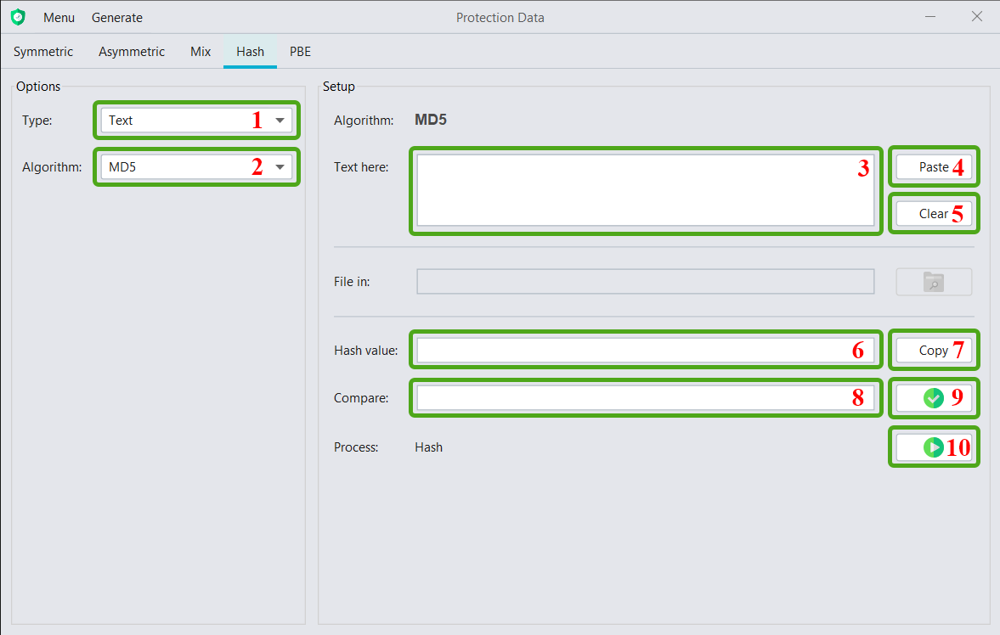 Menu Generate Protection Data
Symmetric Asymmetric Mix Hash PBE
Options
Type: Text 1
Algorithm: MD5 2
Setup
Algorithm: MD5
Text here: 3 Paste 4
Clear 5
File in:
Hash value: 6 Copy 7
Compare: 8 9
Process: Hash 10